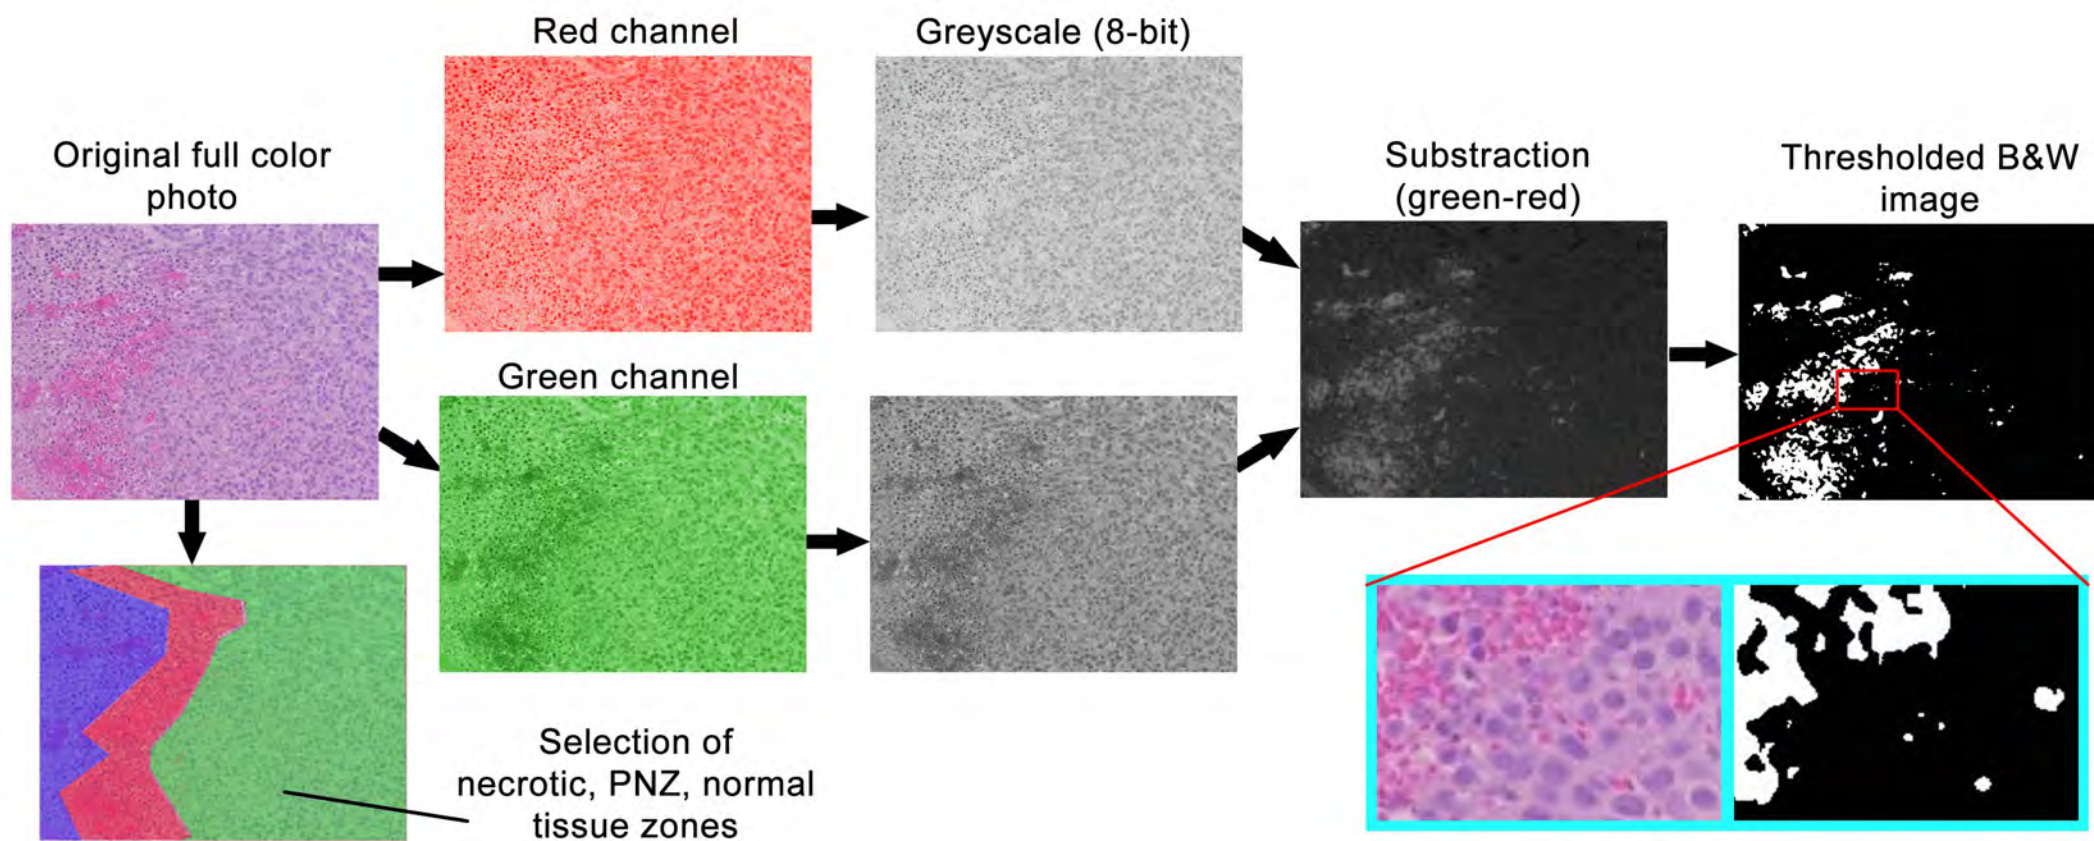 Red channel
Greyscale (8-bit)
Original full color
photo
Substraction
(green-red)
Thresholded B&W
image
Green channel
Selection of
necrotic, PNZ, normal
tissue zones